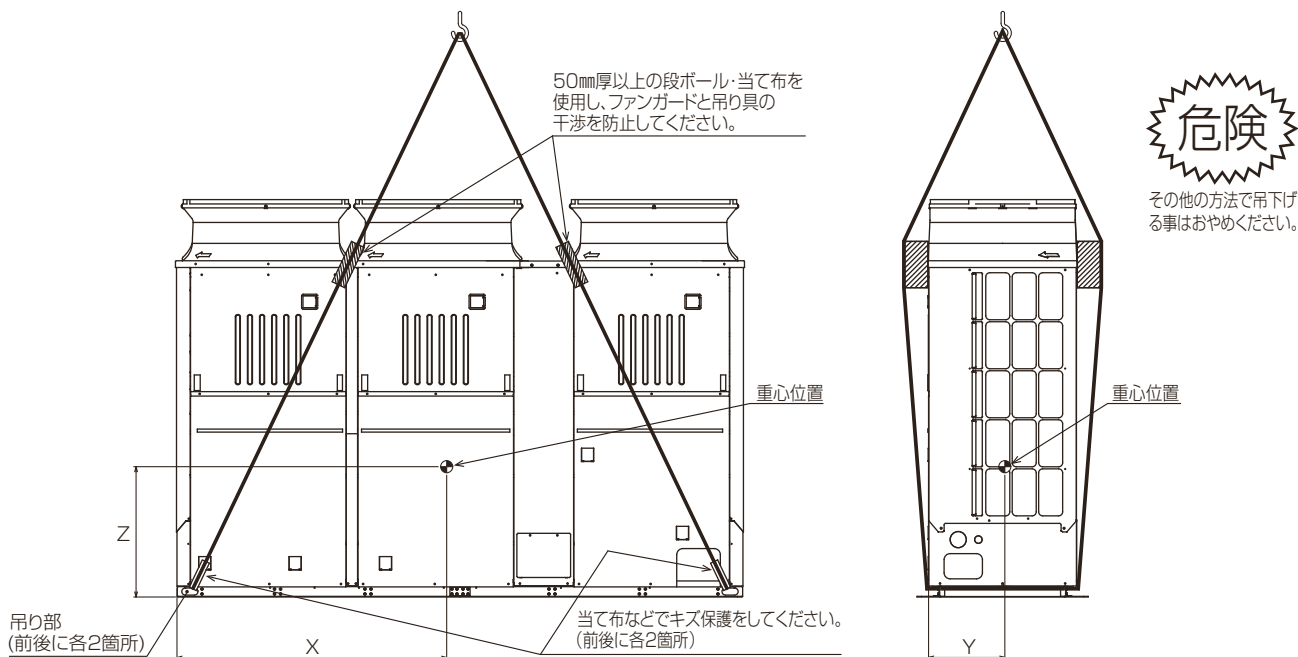 50㎜厚以上の段ボール・当て布を
使用し、ファンガードと吊り具の
干渉を防止してください。
危険
その他の方法で吊下げ
る事はおやめください。
重心位置
重心位置
Z
吊り部
(前後に各2箇所)
X
当て布などでキズ保護をしてください。
(前後に各2箇所)
Y